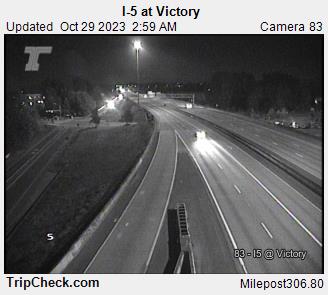 I-5 at Victory
Updated Oct 29 2023 2:59 AM Camera 83
T
S
83 - I5 @ Victory
TripCheck.com Milepost306.80